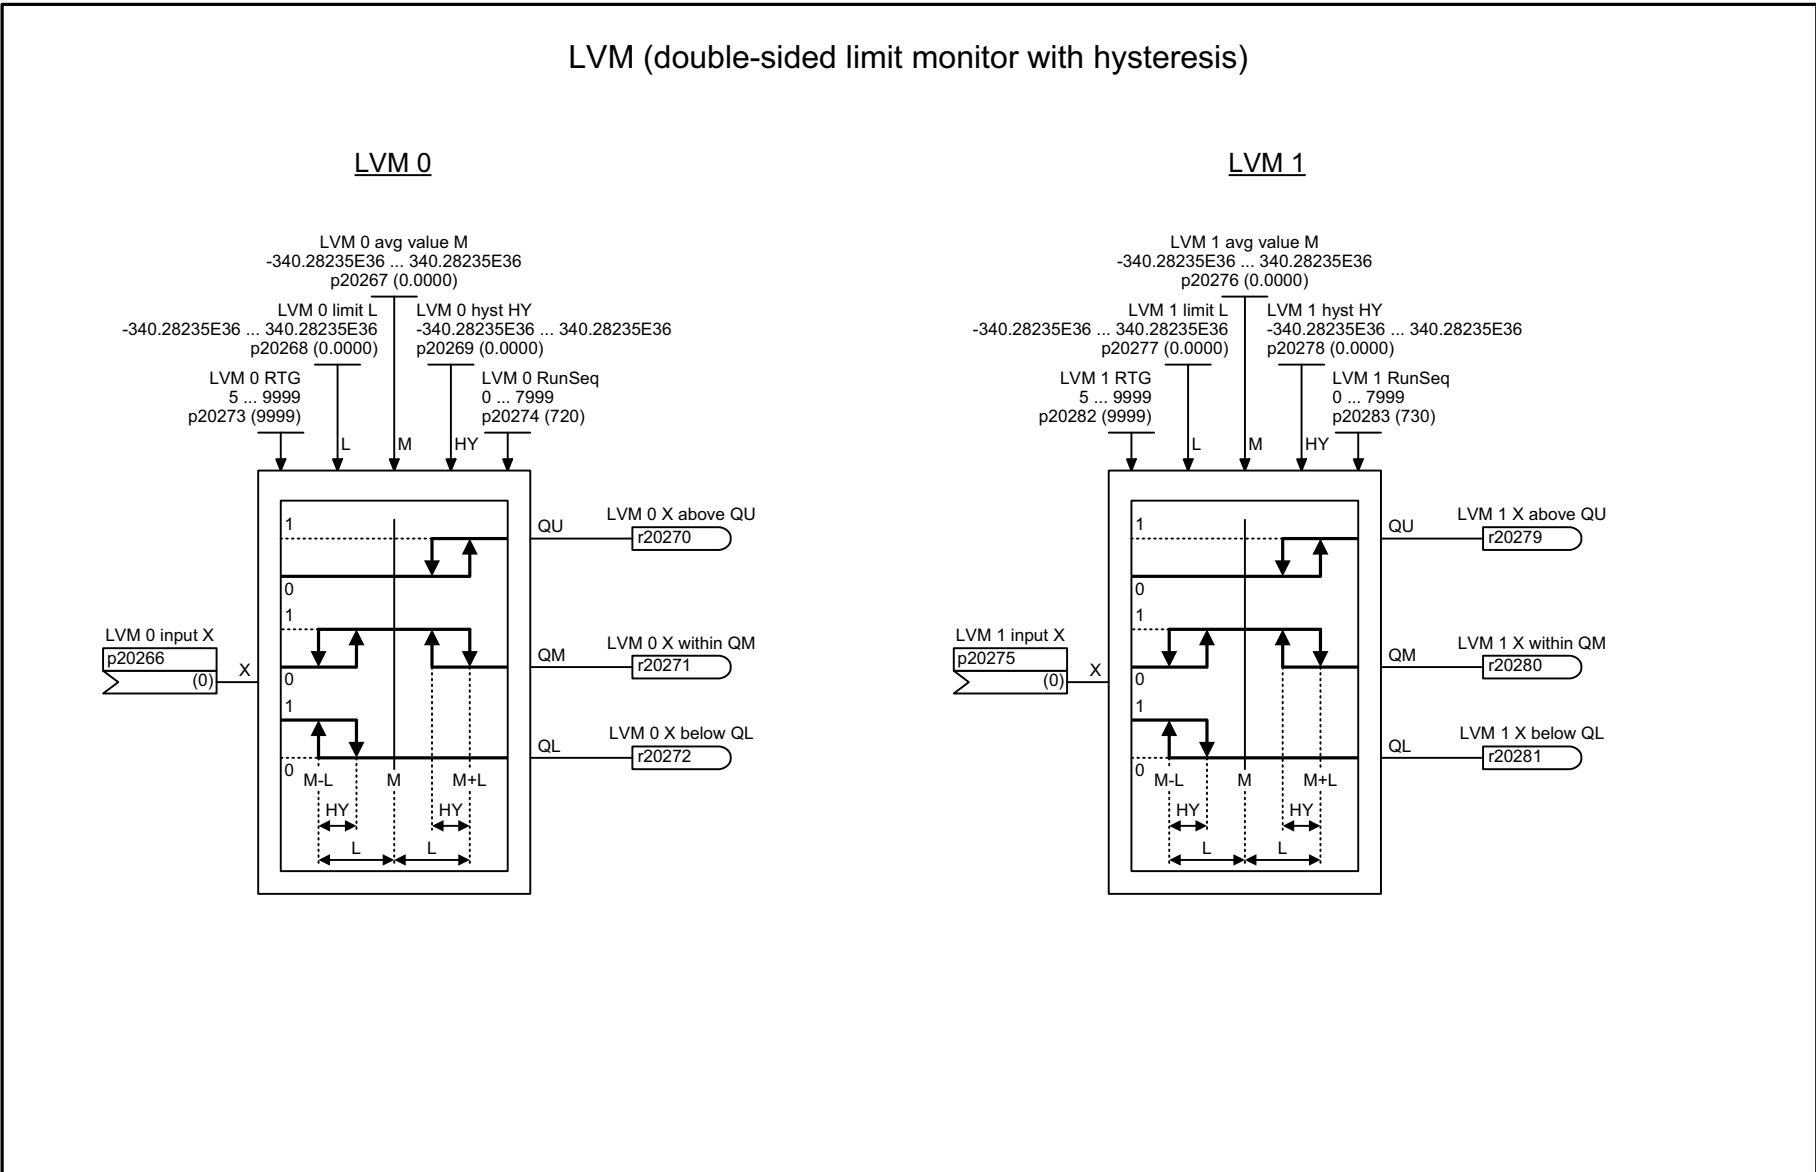 LVM (double-sided limit monitor with hysteresis)
LVM 0
LVM 0 avg value M
-340.28235E36 ... 340.28235E36
p20267 (0.0000)
LVM 0 limit L
-340.28235E36 ... 340.28235E36
p20268 (0.0000)
LVM 0 hyst HY
-340.28235E36 ... 340.28235E36
p20269 (0.0000)
LVM 0 RTG
5 ... 9999
p20273 (9999)
LVM 0 RunSeq
0 ... 7999
p20274 (720)
L
M
HY
LVM 0 input X
p20266
(0)
X
1
0
1
0
1
0
M-L
M
M+L
HY
HY
L
L
QU
LVM 0 X above QU
r20270
QM
LVM 0 X within QM
r20271
QL
LVM 0 X below QL
r20272
LVM 1
LVM 1 avg value M
-340.28235E36 ... 340.28235E36
p20276 (0.0000)
LVM 1 limit L
-340.28235E36 ... 340.28235E36
p20277 (0.0000)
LVM 1 hyst HY
-340.28235E36 ... 340.28235E36
p20278 (0.0000)
LVM 1 RTG
5 ... 9999
p20282 (9999)
LVM 1 RunSeq
0 ... 7999
p20283 (730)
L
M
HY
LVM 1 input X
p20275
(0)
X
1
0
1
0
1
0
M-L
M
M+L
HY
HY
L
L
QU
LVM 1 X above QU
r20279
QM
LVM 1 X within QM
r20280
QL
LVM 1 X below QL
r20281